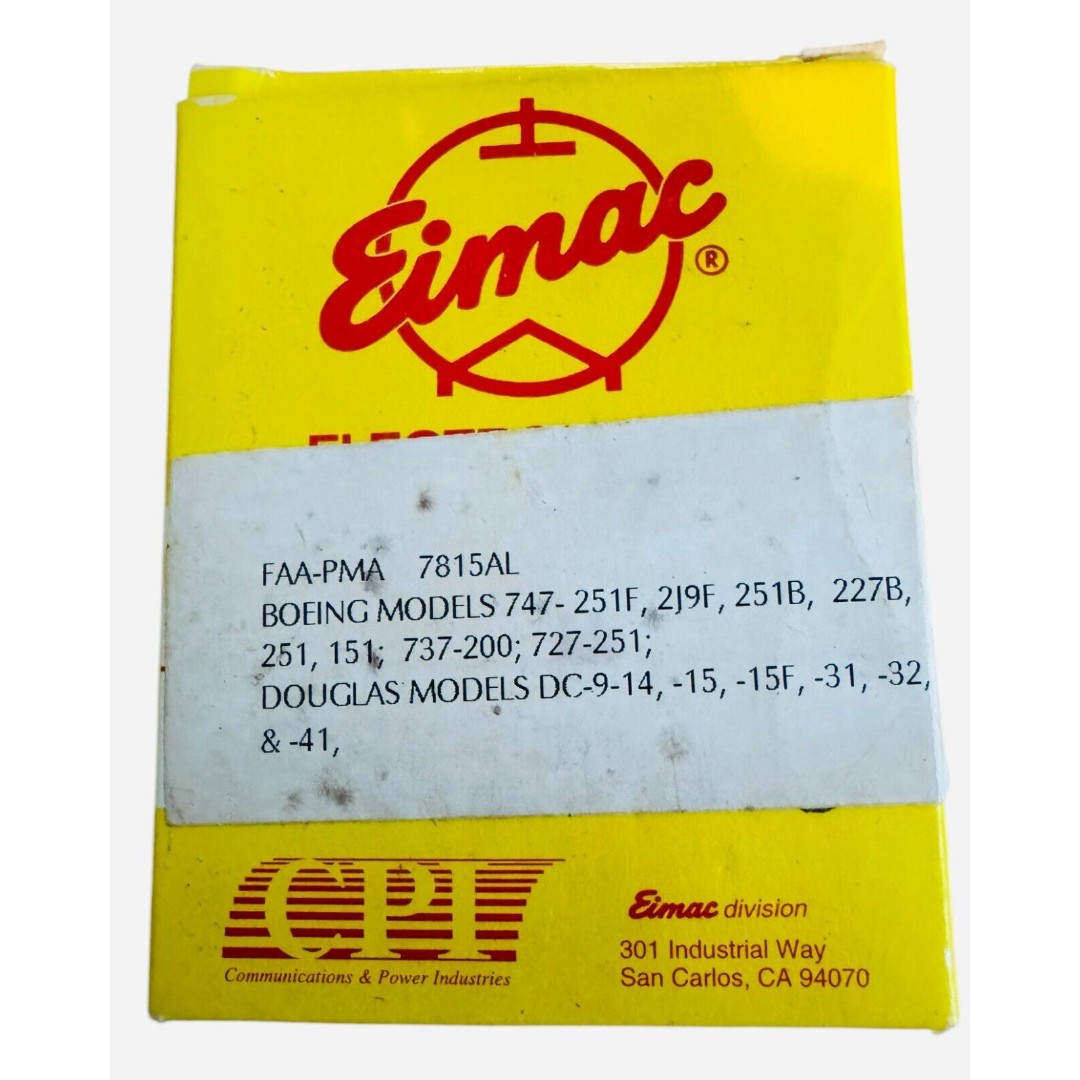 Eimac
®
FAA-PMA 7815AL
BOEING MODELS 747- 251F, 2J9F, 251B, 227B,
251, 151; 737-200; 727-251;
DOUGLAS MODELS DC-9-14, -15, -15F, -31, -32,
& -41,
CPI
Communications & Power Industries
Eimac division
301 Industrial Way
San Carlos, CA 94070